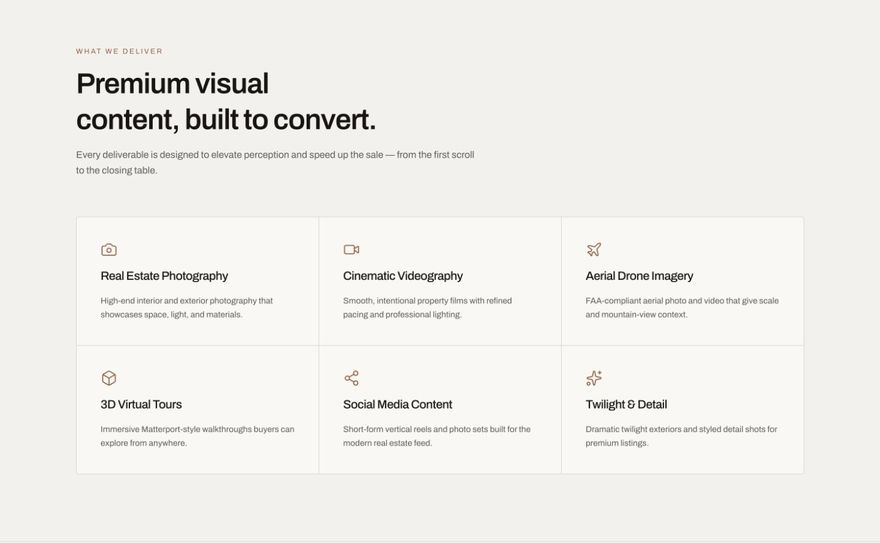 WHAT WE DELIVER
Premium visual
content, built to convert.
Every deliverable is designed to elevate perception and speed up the sale — from the first scroll
to the closing table.
Real Estate Photography
High-end interior and exterior photography that
showcases space, light, and materials.
Cinematic Videography
Smooth, intentional property films with refined
pacing and professional lighting.
Aerial Drone Imagery
FAA-compliant aerial photo and video that give scale
and mountain-view context.
3D Virtual Tours
Immersive Matterport-style walkthroughs buyers can
explore from anywhere.
Social Media Content
Short-form vertical reels and photo sets built for the
modern real estate feed.
Twilight & Detail
Dramatic twilight exteriors and styled detail shots for
premium listings.